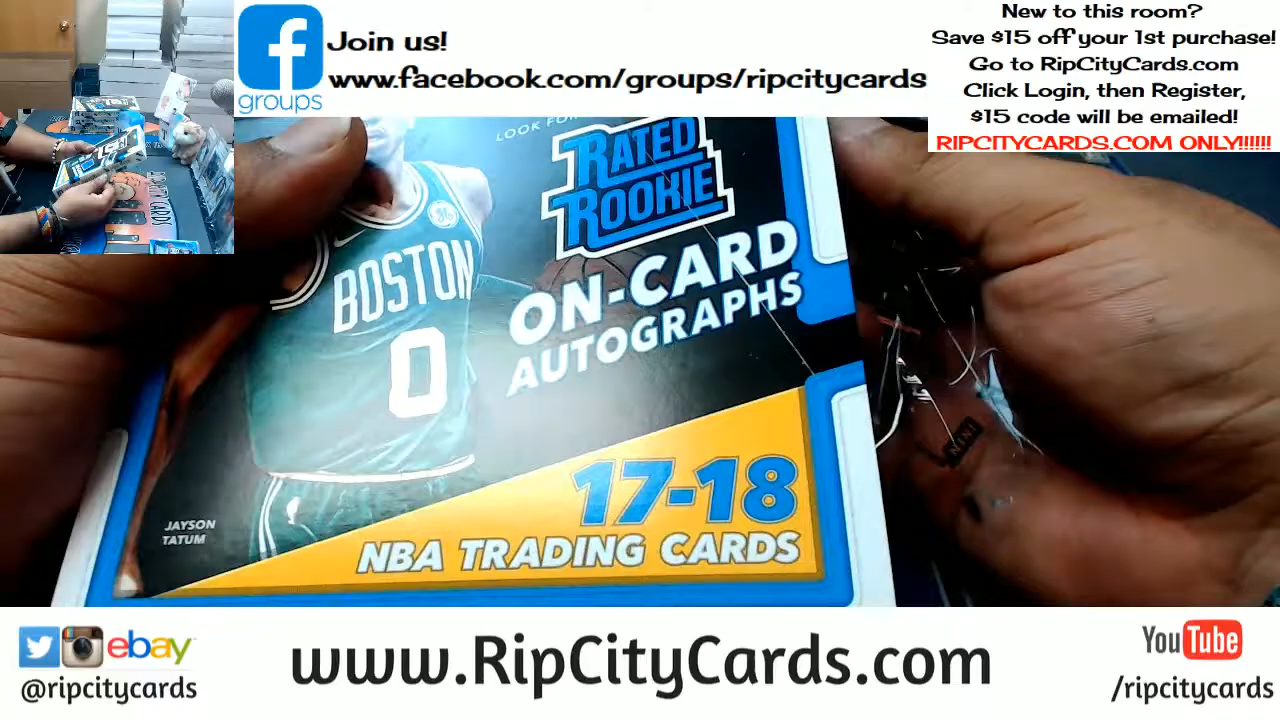 groups
Join us!
www.facebook.com/groups/ripcitycards
New to this room?
Save $15 off your 1st purchase!
Go to RipCityCards.com
Click Login, then Register,
$15 code will be emailed!
RIPCITYCARDS.COM ONLY!!!!!!
LOOK FOR
RATED
ROOKIE
ON-CARD
AUTOGRAPHS
BOSTON
0
JAYSON
TATUM
17-18
NBA TRADING CARDS
ebay
@ripcitycards
www.RipCityCards.com
YouTube
/ripcitycards